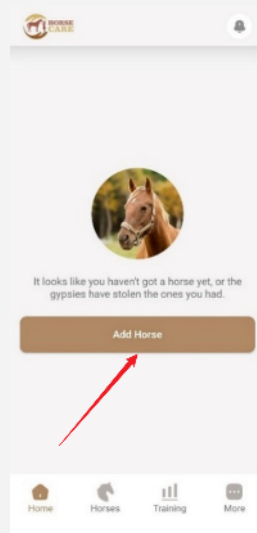 HORSE
CARE
It looks like you haven't got a horse yet, or the
gypsies have stolen the ones you had.
Add Horse
Home Horses Training More